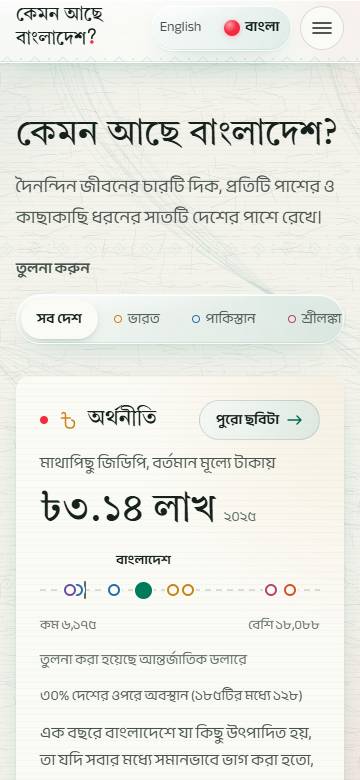 কেমন আছে
বাংলাদেশ?
English
বাংলা
কেমন আছে বাংলাদেশ?
দৈনন্দিন জীবনের চারটি দিক, প্রতিটি পাশের ও
কাছাকাছি ধরনের সাতটি দেশের পাশে রেখে।
তুলনা করুন
সব দেশ
ভারত
পাকিস্তান
শ্রীলঙ্কা
৳ অর্থনীতি
পুরো ছবিটা →
মাথাপিছু জিডিপি, বর্তমান মূল্যে টাকায়
৳৩.১৪ লাখ ২০২৫
বাংলাদেশ
কম ৬,১৭৫
বেশি ১৮,০৮৮
তুলনা করা হয়েছে আন্তর্জাতিক ডলারে
৩০% দেশের ওপরে অবস্থান (১৮৫টির মধ্যে ১২৮)
এক বছরে বাংলাদেশে যা কিছু উৎপাদিত হয়,
তা যদি সবার মধ্যে সমানভাবে ভাগ করা হতো,